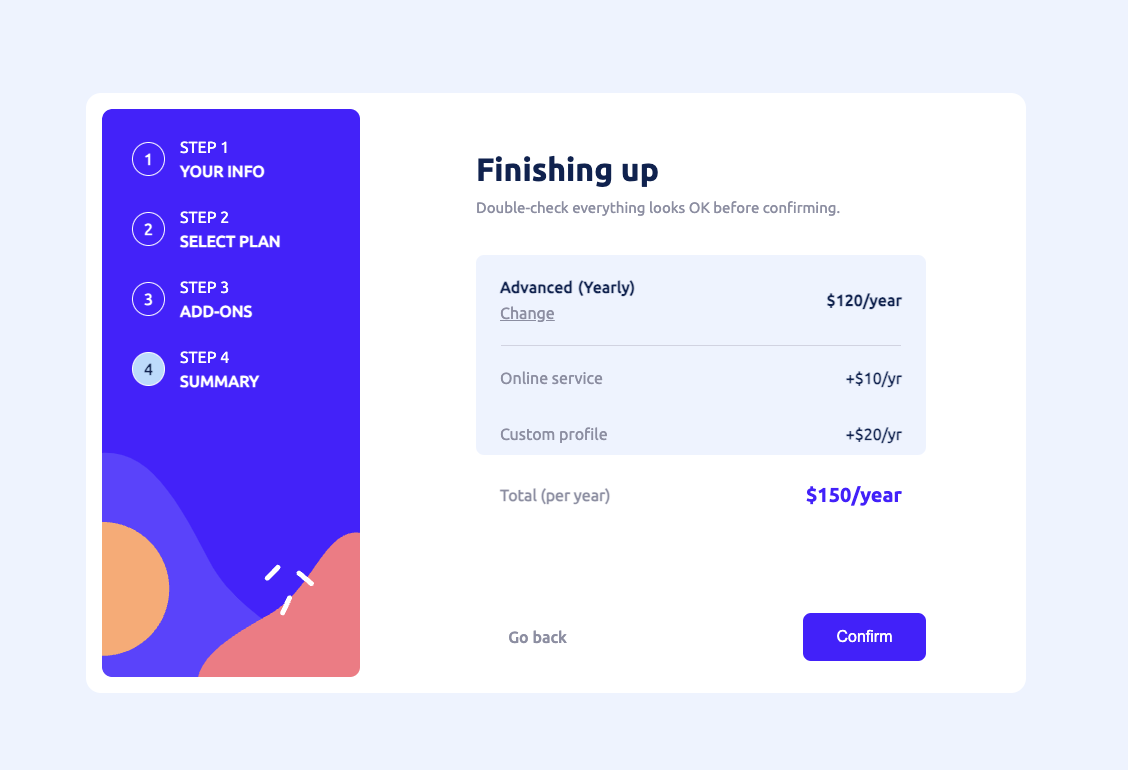 1
STEP 1
YOUR INFO
2
STEP 2
SELECT PLAN
3
STEP 3
ADD-ONS
4
STEP 4
SUMMARY
Finishing up
Double-check everything looks OK before confirming.
Advanced (Yearly)
Change
$120/year
Online service +$10/yr
Custom profile +$20/yr
Total (per year) $150/year
Go back Confirm